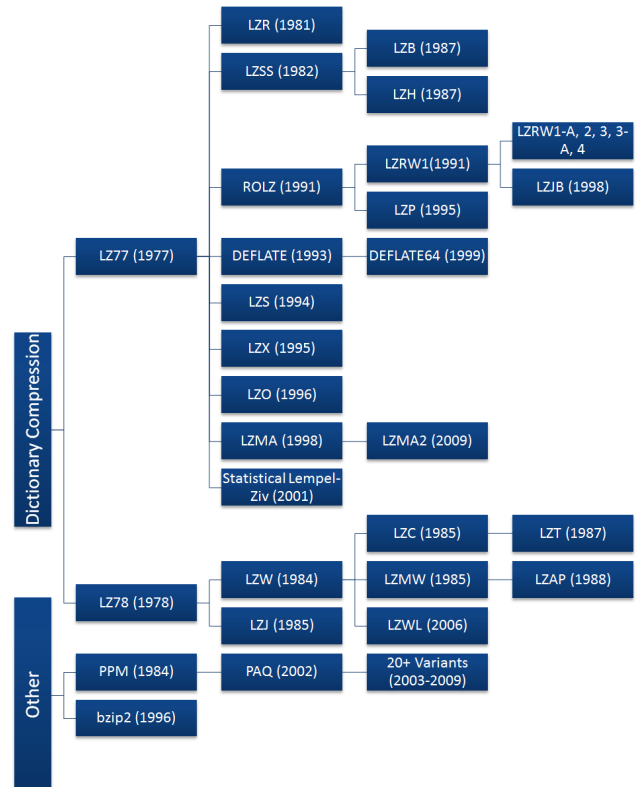 LZR (1981)
LZSS (1982)
LZB (1987)
LZH (1987)
ROLZ (1991)
LZRW1(1991)
LZRW1-A, 2, 3, 3-
A, 4
LZJB (1998)
LZP (1995)
Dictionary Compression
LZ77 (1977)
DEFLATE (1993)
DEFLATE64 (1999)
LZS (1994)
LZX (1995)
LZO (1996)
LZMA (1998)
LZMA2 (2009)
Statistical Lempel-
Ziv (2001)
LZ78 (1978)
LZW (1984)
LZC (1985)
LZT (1987)
LZMW (1985)
LZAP (1988)
LZJ (1985)
LZWL (2006)
Other
PPM (1984)
PAQ (2002)
20+ Variants
(2003-2009)
bzip2 (1996)